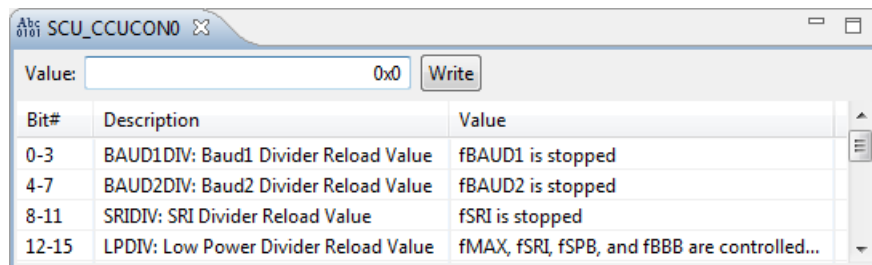 Abc
0101 SCU_CCUCON0
Value: 0x0 Write
Bit# Description Value
0-3 BAUD1DIV: Baud1 Divider Reload Value fBAUD1 is stopped
4-7 BAUD2DIV: Baud2 Divider Reload Value fBAUD2 is stopped
8-11 SRIDIV: SRI Divider Reload Value fSRI is stopped
12-15 LPDIV: Low Power Divider Reload Value fMAX, fSRI, fSPB, and fBBB are controlled...